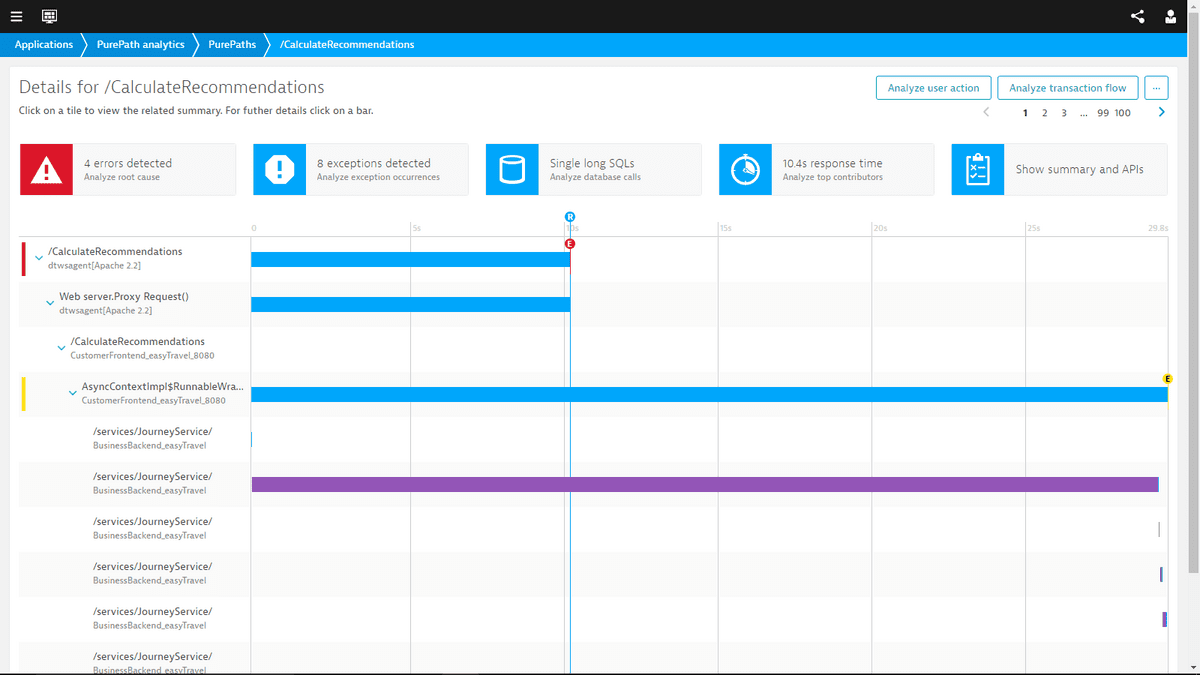 Applications PurePath analytics PurePaths /CalculateRecommendations
Details for /CalculateRecommendations
Click on a tile to view the related summary. For futher details click on a bar.
Analyze user action Analyze transaction flow ...
1 2 3 ... 99 100
4 errors detected
Analyze root cause
8 exceptions detected
Analyze exception occurrences
Single long SQLs
Analyze database calls
10.4s response time
Analyze top contributors
Show summary and APIs
R
0 5s 10s 15s 20s 25s 29.8s
E
/CalculateRecommendations
dtwsagent[Apache 2.2]
Web server.Proxy Request()
dtwsagent[Apache 2.2]
/CalculateRecommendations
CustomerFrontend_easyTravel_8080
E
AsyncContextImpl$RunnableWra...
CustomerFrontend_easyTravel_8080
/services/JourneyService/
BusinessBackend_easyTravel
/services/JourneyService/
BusinessBackend_easyTravel
/services/JourneyService/
BusinessBackend_easyTravel
/services/JourneyService/
BusinessBackend_easyTravel
/services/JourneyService/
BusinessBackend_easyTravel
/services/JourneyService/
BusinessBackend_easyTravel